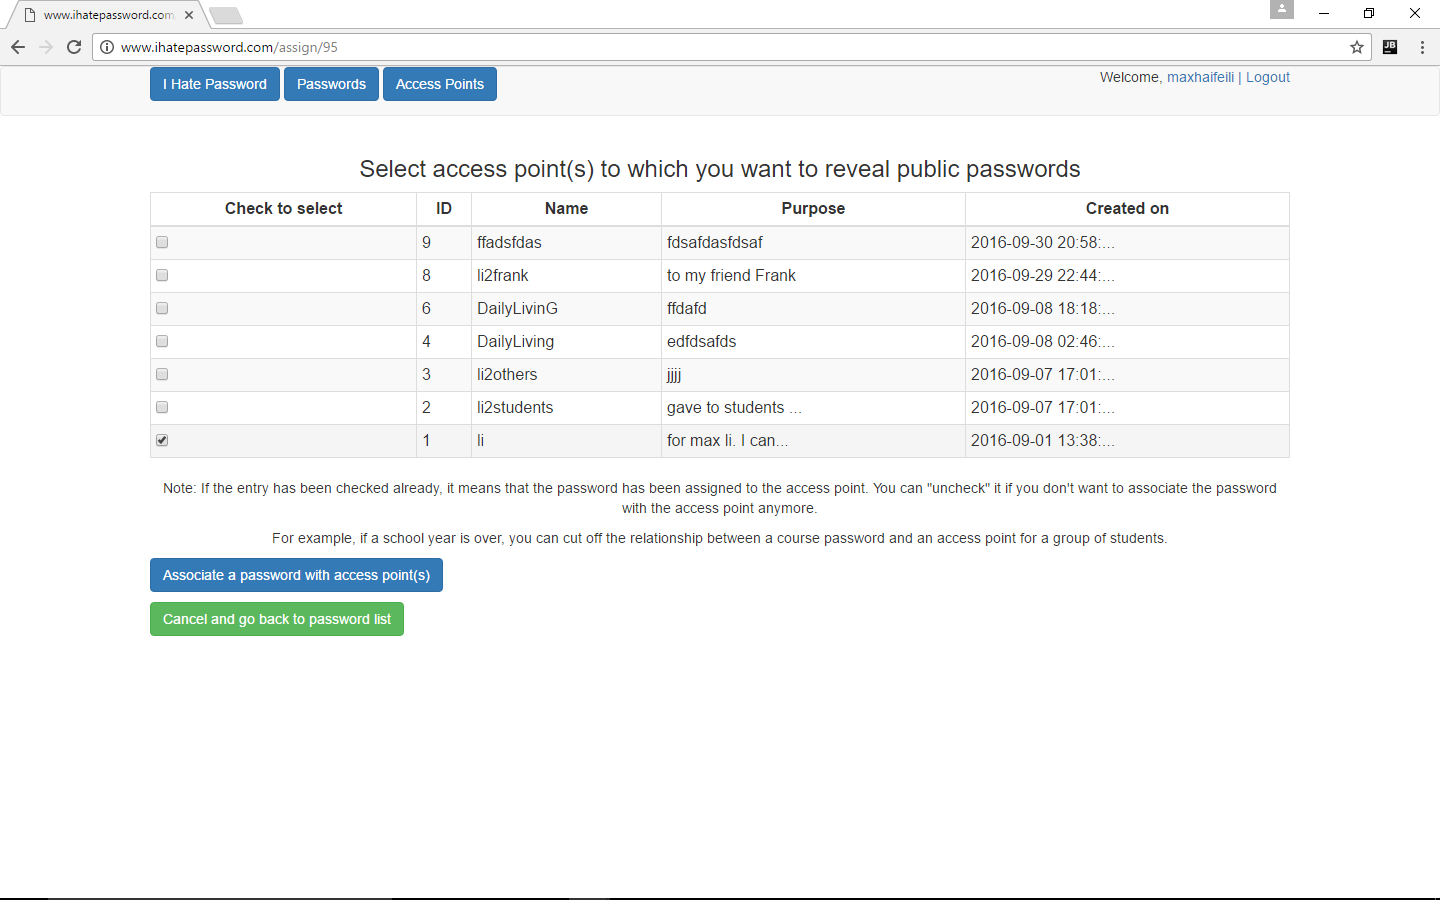 www.ihatepassword.com
www.ihatepassword.com/assign/95
JB
I Hate Password Passwords Access Points Welcome, maxhaifeili | Logout
Select access point(s) to which you want to reveal public passwords
Check to select ID Name Purpose Created on
9 ffadsfdas fdsafdasfdsaf 2016-09-30 20:58:...
8 li2frank to my friend Frank 2016-09-29 22:44:...
6 DailyLivinG ffdafd 2016-09-08 18:18:...
4 DailyLiving edfdsafds 2016-09-08 02:46:...
3 li2others jjjj 2016-09-07 17:01:...
2 li2students gave to students ... 2016-09-07 17:01:...
1 li for max li. I can... 2016-09-01 13:38:...
Note: If the entry has been checked already, it means that the password has been assigned to the access point. You can "uncheck" it if you don't want to associate the password
with the access point anymore.
For example, if a school year is over, you can cut off the relationship between a course password and an access point for a group of students.
Associate a password with access point(s)
Cancel and go back to password list